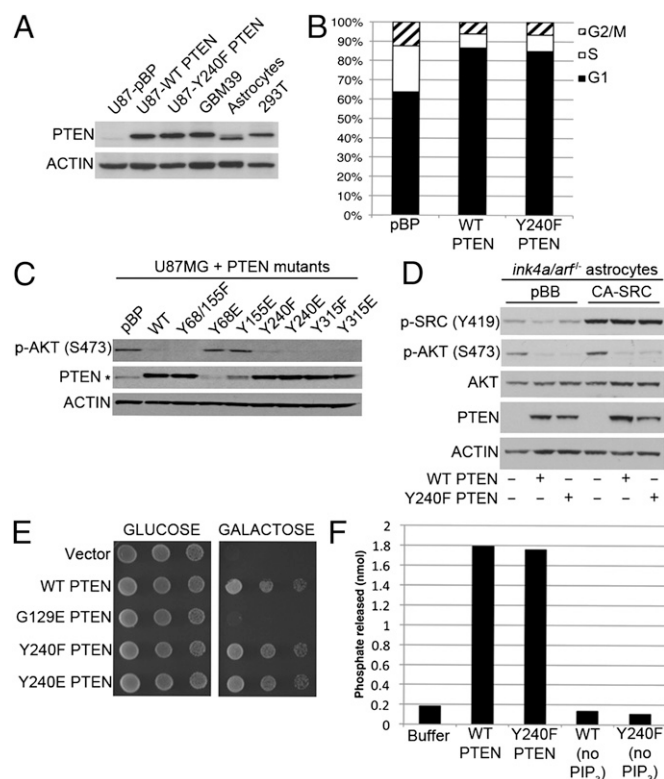 A
U87-pBP
U87-WT PTEN
U87-Y240F PTEN
GBM39
Astrocytes
293T
PTEN
ACTIN
B
100%
90%
80%
70%
60%
50%
40%
30%
20%
10%
0%
pBP
WT
PTEN
Y240F
PTEN
G2/M
S
G1
C
U87MG + PTEN mutants
pBP
WT
Y68/155F
Y68E
Y155E
Y240F
Y240E
Y315F
Y315E
p-AKT (S473)
PTEN *
ACTIN
D
ink4a/arf-/- astrocytes
pBB CA-SRC
p-SRC (Y419)
p-AKT (S473)
AKT
PTEN
ACTIN
WT PTEN − + − − + −
Y240F PTEN − − + − − +
E
GLUCOSE GALACTOSE
Vector
WT PTEN
G129E PTEN
Y240F PTEN
Y240E PTEN
F
Phosphate released (nmol)
2
1.8
1.6
1.4
1.2
1
0.8
0.6
0.4
0.2
0
Buffer
WT
PTEN
Y240F
PTEN
WT
(no
PIP3)
Y240F
(no
PIP3)